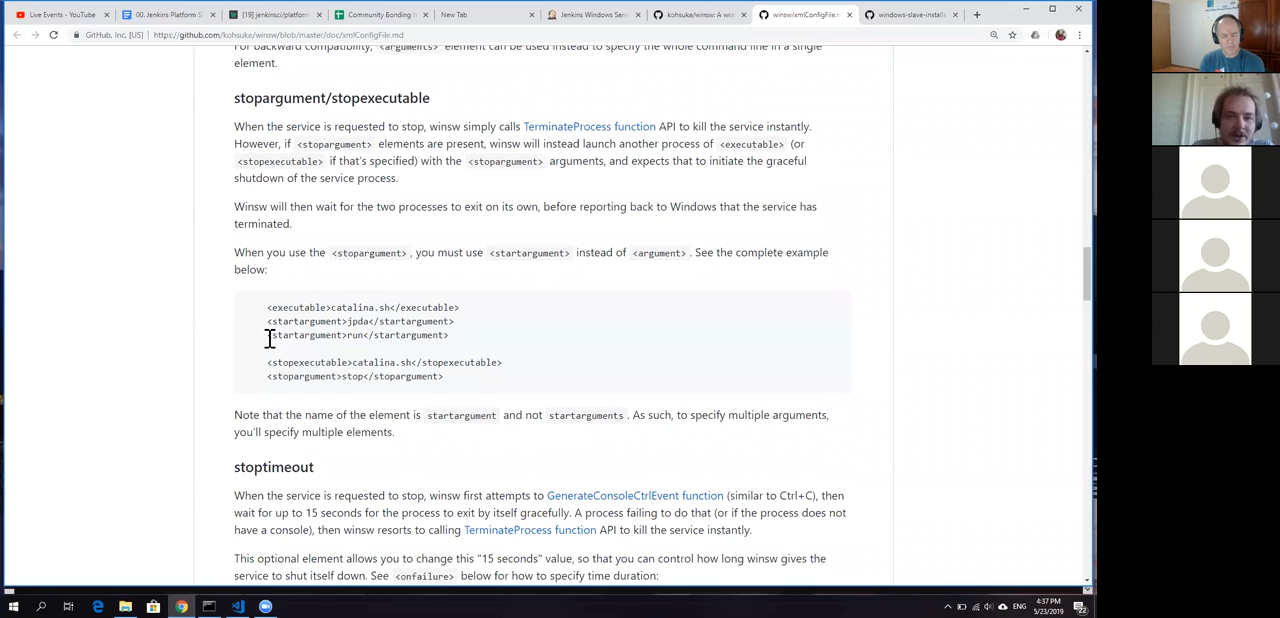 Live Events - YouTube
00. Jenkins Platform S
[19] jenkinsci/platform
Community Bonding t
New Tab
Jenkins Windows Serv
kohsuke/winsw: A wra
winsw/xmlConfigFile.m
windows-slave-install
GitHub, Inc. [US] | https://github.com/kohsuke/winsw/blob/master/doc/xmlConfigFile.md
For backward compatibility, <arguments> element can be used instead to specify the whole command line in a single
element.
stopargument/stopexecutable
When the service is requested to stop, winsw simply calls TerminateProcess function API to kill the service instantly.
However, if <stopargument> elements are present, winsw will instead launch another process of <executable> (or
<stopexecutable> if that's specified) with the <stopargument> arguments, and expects that to initiate the graceful
shutdown of the service process.
Winsw will then wait for the two processes to exit on its own, before reporting back to Windows that the service has
terminated.
When you use the <stopargument>, you must use <startargument> instead of <argument>. See the complete example
below:
<executable>catalina.sh</executable>
<startargument>jpda</startargument>
<startargument>run</startargument>
<stopexecutable>catalina.sh</stopexecutable>
<stopargument>stop</stopargument>
Note that the name of the element is startargument and not startarguments. As such, to specify multiple arguments,
you'll specify multiple elements.
stoptimeout
When the service is requested to stop, winsw first attempts to GenerateConsoleCtrlEvent function (similar to Ctrl+C), then
wait for up to 15 seconds for the process to exit by itself gracefully. A process failing to do that (or if the process does not
have a console), then winsw resorts to calling TerminateProcess function API to kill the service instantly.
This optional element allows you to change this "15 seconds" value, so that you can control how long winsw gives the
service to shut itself down. See <onfailure> below for how to specify time duration:
ENG
4:37 PM
5/23/2019
22